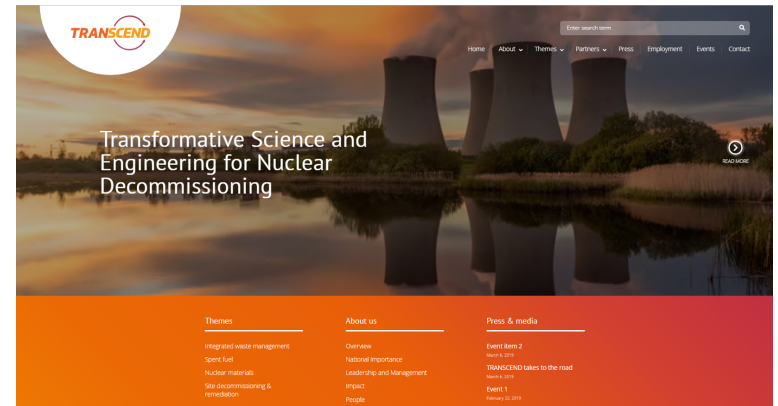 TRANSCEND
Enter search term
Home About Themes Partners Press Employment Events Contact
Transformative Science and
Engineering for Nuclear
Decommissioning
READ MORE
Themes
Integrated waste management
Spent fuel
Nuclear materials
Site decommissioning &
remediation
About us
Overview
National Importance
Leadership and Management
Impact
People
Press & media
Event item 2
March 6, 2019
TRANSCEND takes to the road
March 6, 2019
Event 1
February 22, 2019